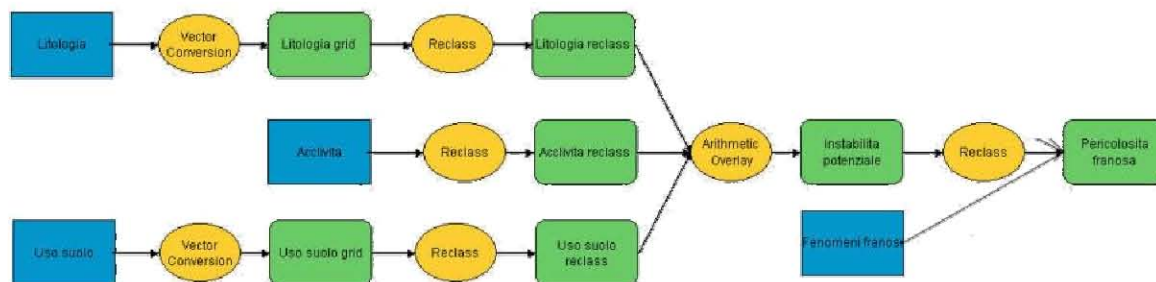 Litologia
Vector
Conversion
Litologia grid
Reclass
Litologia reclass
Acclivita
Reclass
Acclivita reclass
Arithmetic
Overlay
Instabilita
potenziale
Reclass
Pericolosita
franosa
Uso suolo
Vector
Conversion
Uso suolo grid
Reclass
Uso suolo
reclass
Fenomeni franosi